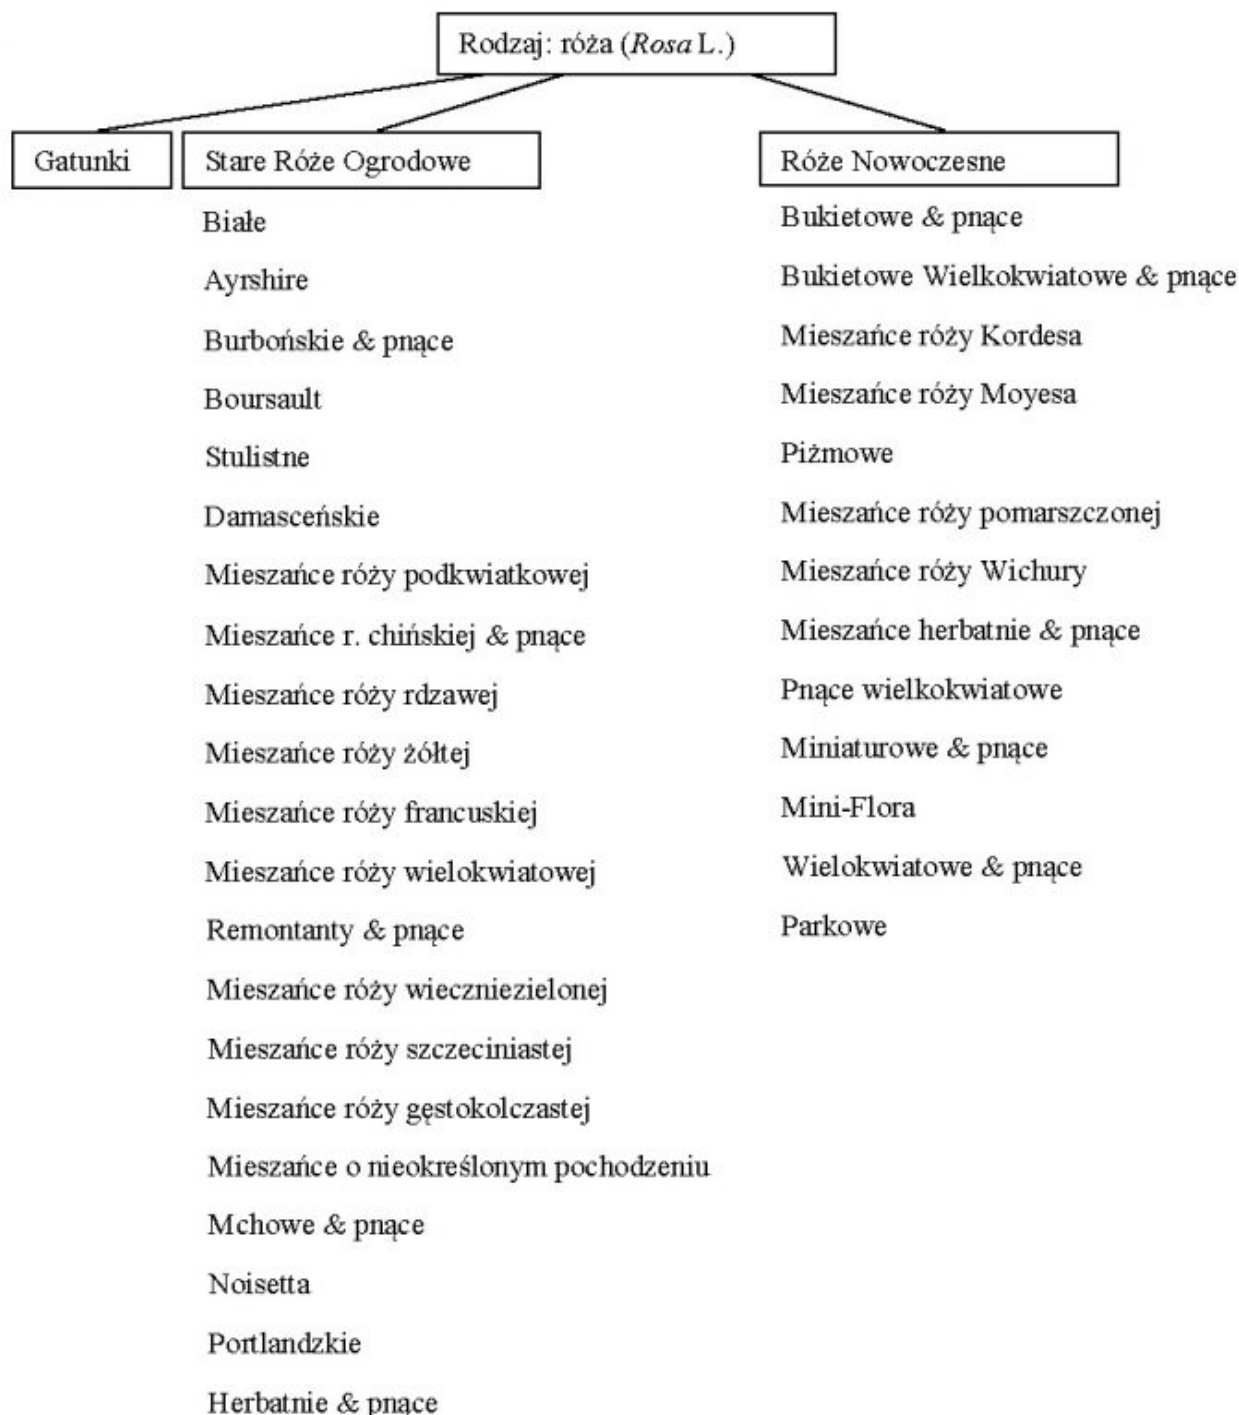 Rodzaj: róża (Rosa L.)
Gatunki
Stare Róże Ogrodowe
Białe
Ayrshire
Burbońskie & pnące
Boursault
Stulistne
Damasceńskie
Mieszańce róży podkwiatkowej
Mieszańce r. chińskiej & pnące
Mieszańce róży rdzawej
Mieszańce róży żółtej
Mieszańce róży francuskiej
Mieszańce róży wielokwiatowej
Remontanty & pnące
Mieszańce róży wieczniezielonej
Mieszańce róży szczeciniastej
Mieszańce róży gęstokolczastej
Mieszańce o nieokreślonym pochodzeniu
Mchowe & pnące
Noisetta
Portlandzkie
Herbatnie & pnące
Róże Nowoczesne
Bukietowe & pnące
Bukietowe Wielkokwiatowe & pnące
Mieszańce róży Kordesa
Mieszańce róży Moyesa
Piżmowe
Mieszańce róży pomarszczonej
Mieszańce róży Wichury
Mieszańce herbatnie & pnące
Pnące wielkokwiatowe
Miniaturowe & pnące
Mini-Flora
Wielokwiatowe & pnące
Parkowe